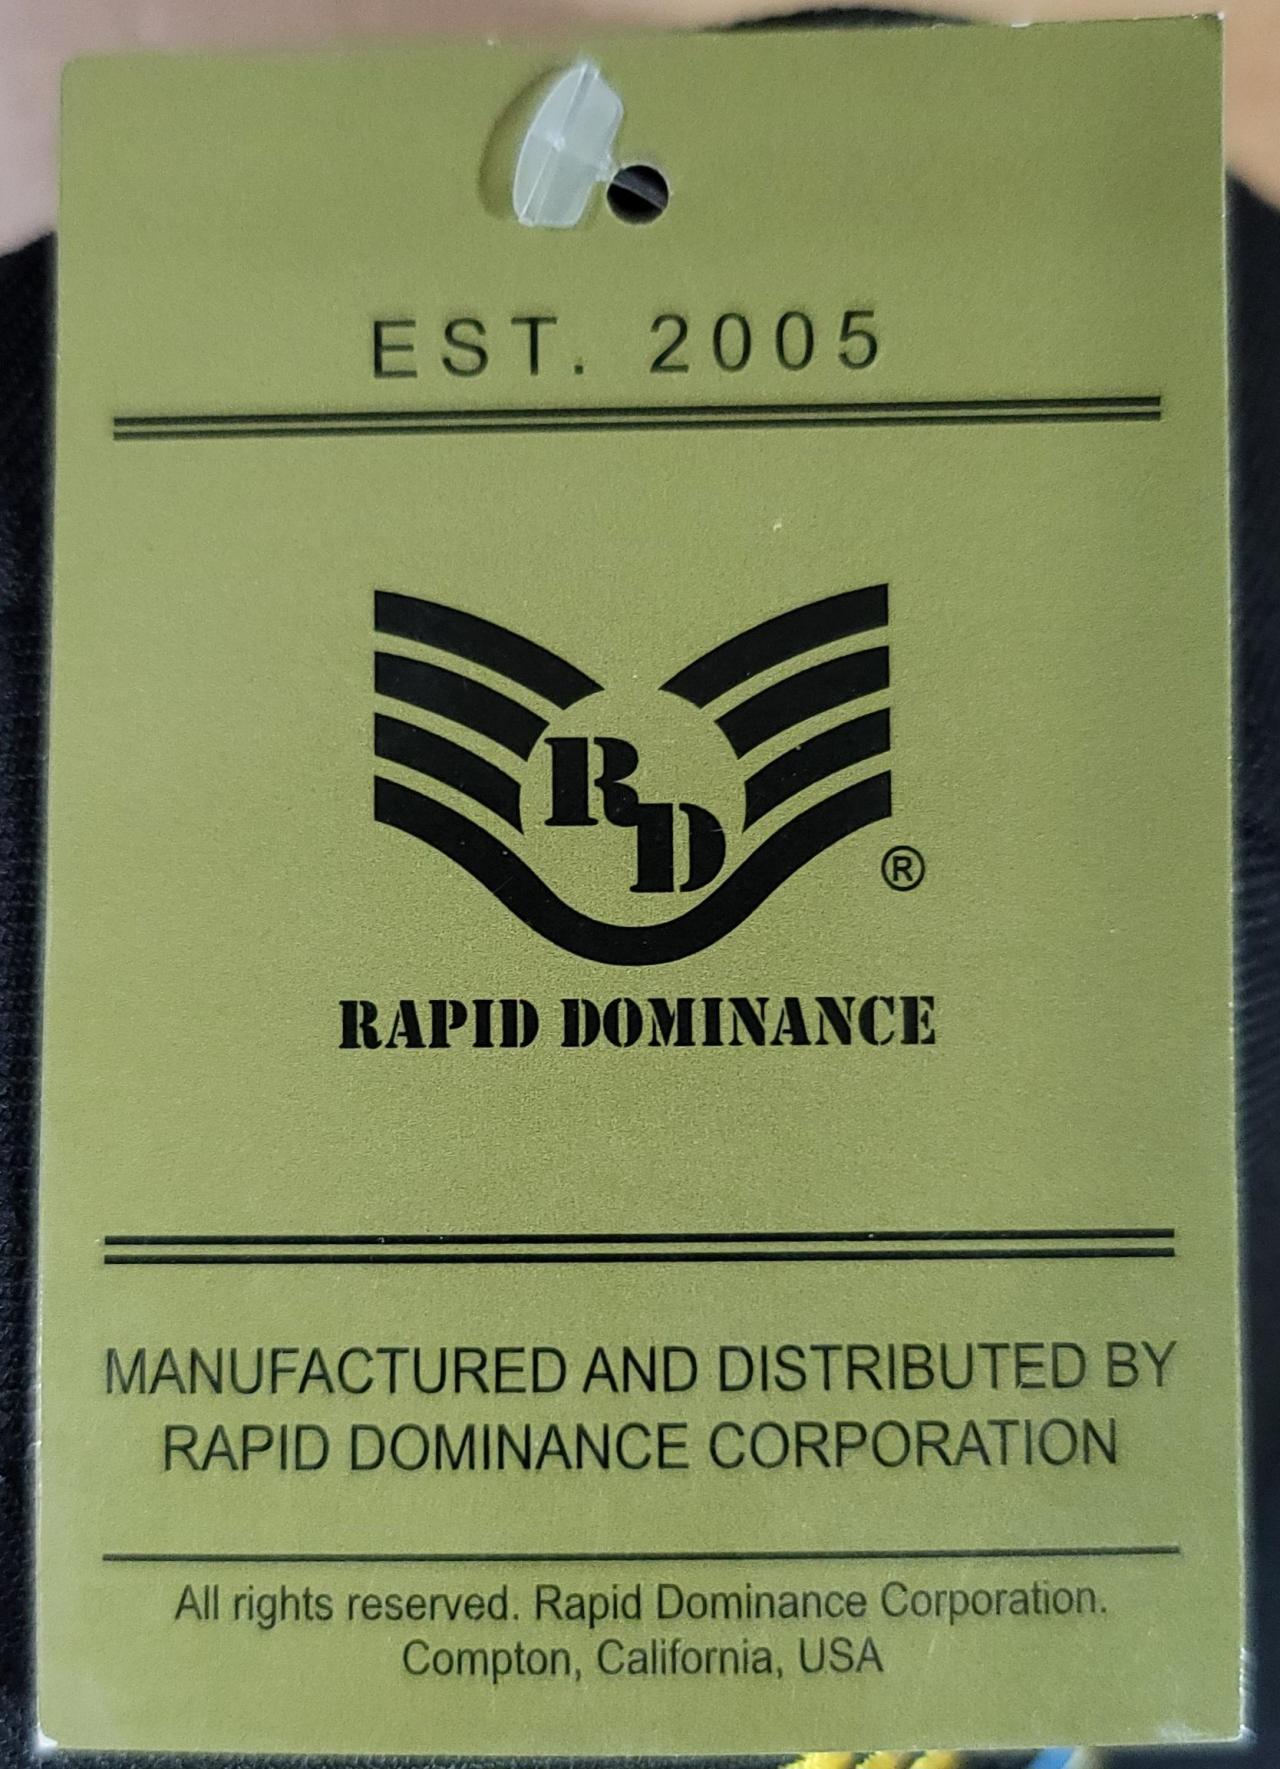 EST. 2005
RD
®
RAPID DOMINANCE
MANUFACTURED AND DISTRIBUTED BY
RAPID DOMINANCE CORPORATION
All rights reserved. Rapid Dominance Corporation.
Compton, California, USA